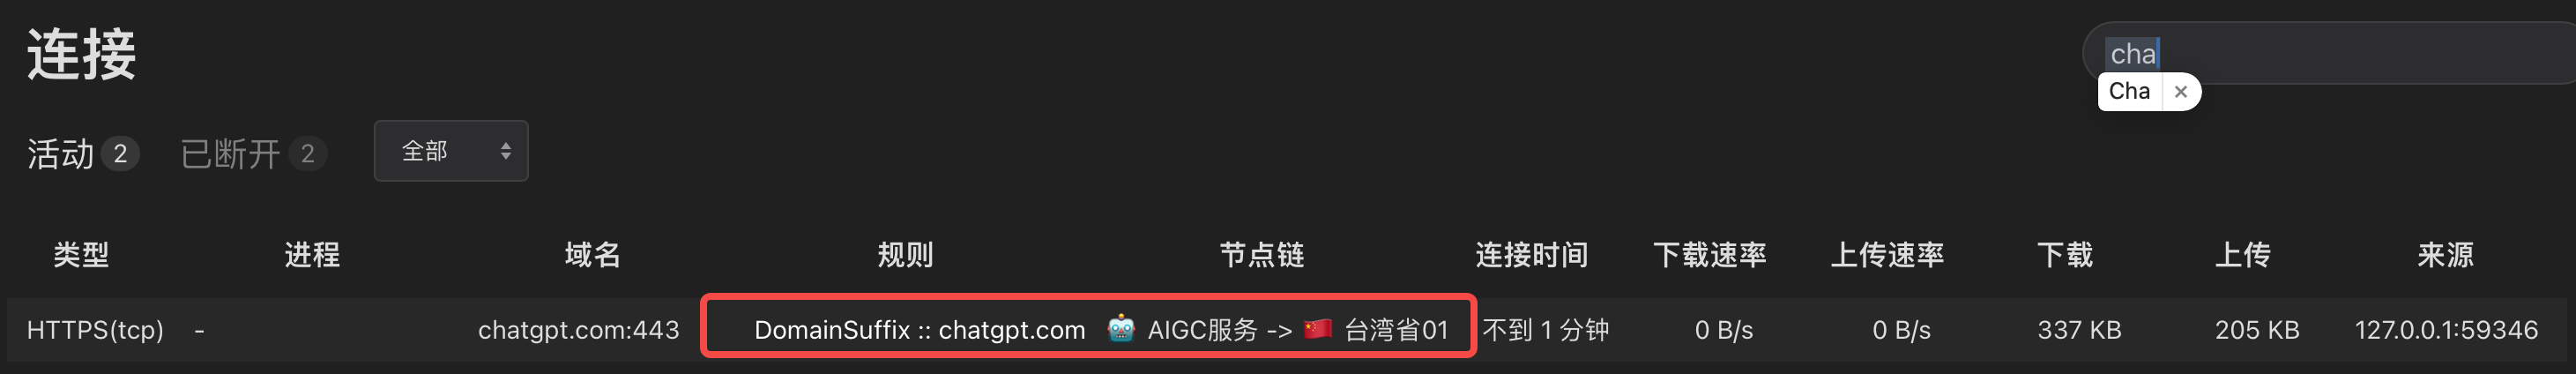 连接
cha
Cha ×
活动 2 已断开 2 全部
类型 进程 域名 规则 节点链 连接时间 下载速率 上传速率 下载 上传 来源
HTTPS(tcp) - chatgpt.com:443 DomainSuffix :: chatgpt.com 🤖 AIGC服务 -> 🇨🇳 台湾省01 不到 1 分钟 0 B/s 0 B/s 337 KB 205 KB 127.0.0.1:59346